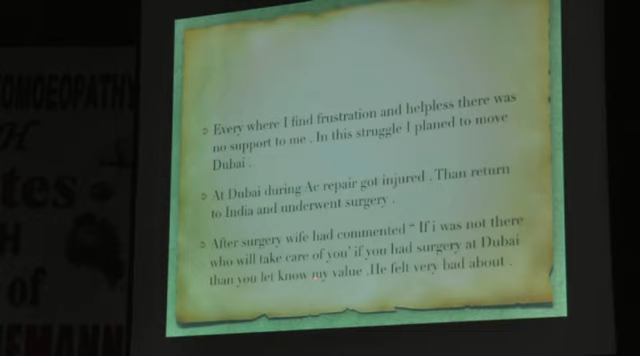 OMOEOPATHY
H
tes
H
of
Every where I find frustration and helpless there was
no support to me . In this struggle I planed to move
Dubai .
At Dubai during Ac repair got injured . Than return
to India and underwent surgery .
After surgery wife had commented “ If i was not there
who will take care of you' if you had surgery at Dubai
than you let know my value .He felt very bad about .